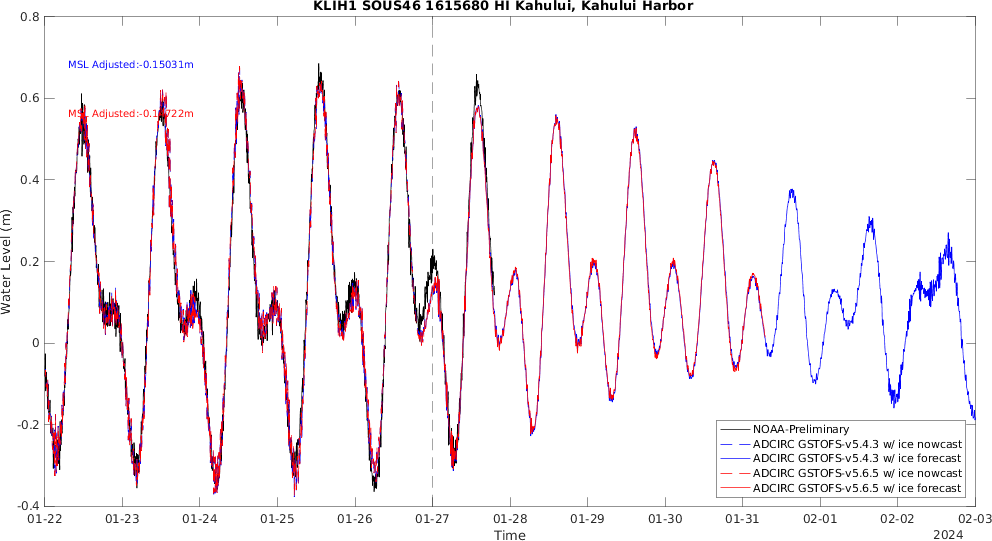 KLIH1 SOUS46 1615680 HI Kahului, Kahului Harbor
0.8
0.6
0.4
0.2
0
-0.2
-0.4
Water Level (m)
MSL Adjusted:-0.15031m
MSL
NOAA-Preliminary
ADCIRC GSTOFS-v5.4.3 w/ ice nowcast
ADCIRC GSTOFS-v5.4.3 w/ ice forecast
ADCIRC GSTOFS-v5.6.5 w/ ice nowcast
ADCIRC GSTOFS-v5.6.5 w/ ice forecast
01-22 01-23 01-24 01-25 01-26 01-27 01-28 01-29 01-30 01-31 02-01 02-02 02-03
Time
2024